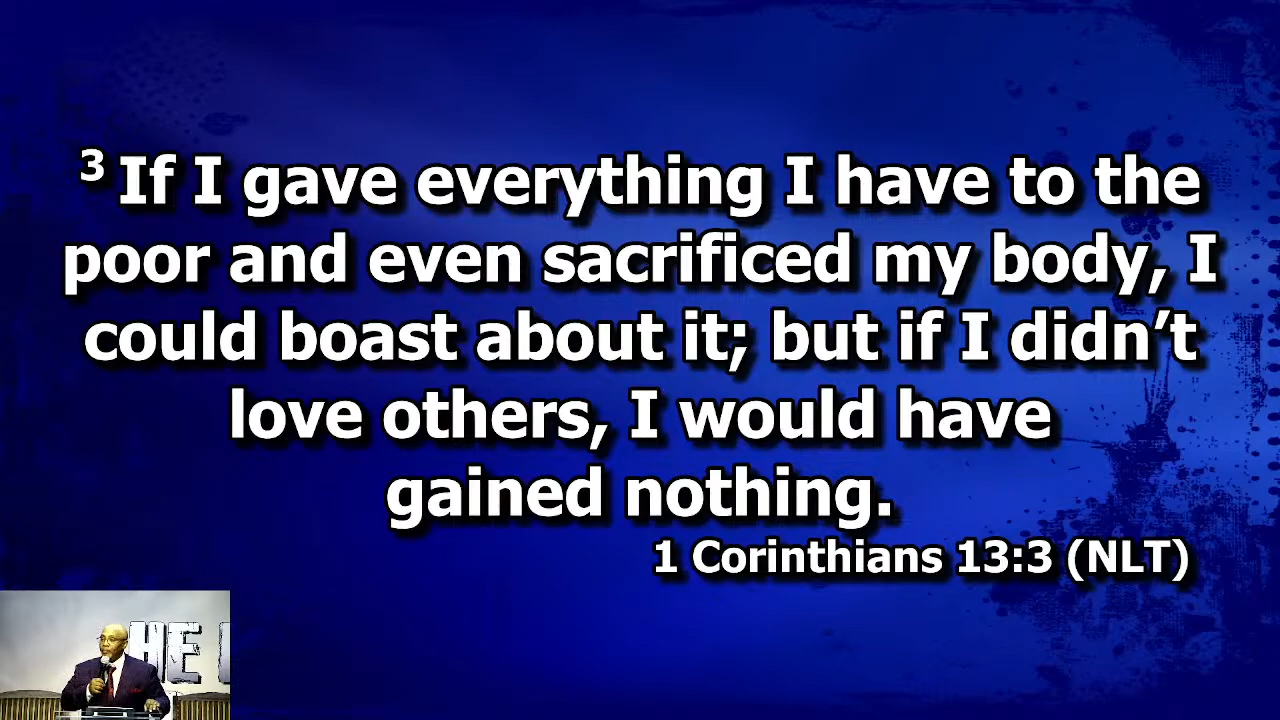 3 If I gave everything I have to the
poor and even sacrificed my body, I
could boast about it; but if I didn’t
love others, I would have
gained nothing.
1 Corinthians 13:3 (NLT)
HE